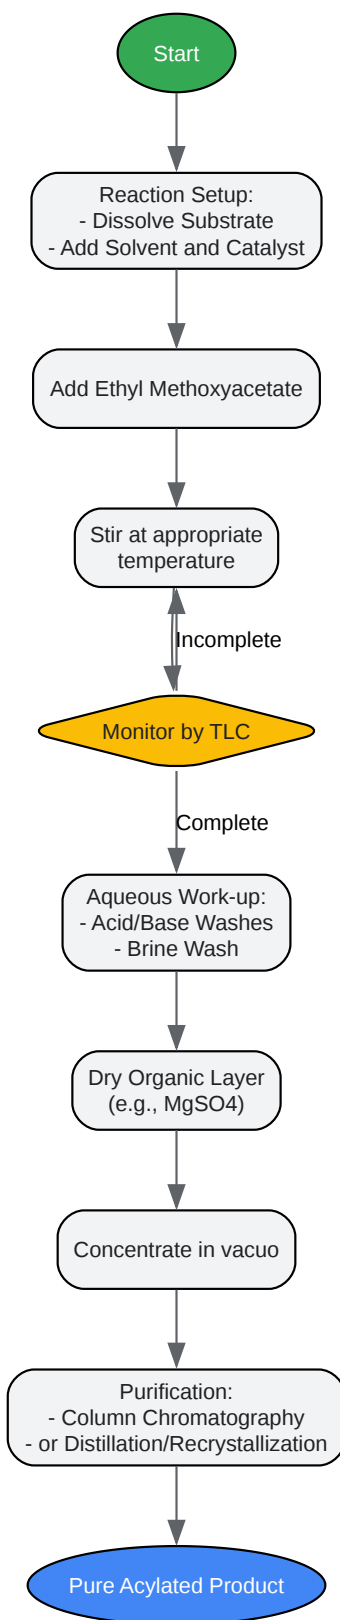 Start
Reaction Setup:
- Dissolve Substrate
- Add Solvent and Catalyst
Add Ethyl Methoxyacetate
Stir at appropriate
temperature
Incomplete
Monitor by TLC
Complete
Aqueous Work-up:
- Acid/Base Washes
- Brine Wash
Dry Organic Layer
(e.g., MgSO4)
Concentrate in vacuo
Purification:
- Column Chromatography
- or Distillation/Recrystallization
Pure Acylated Product